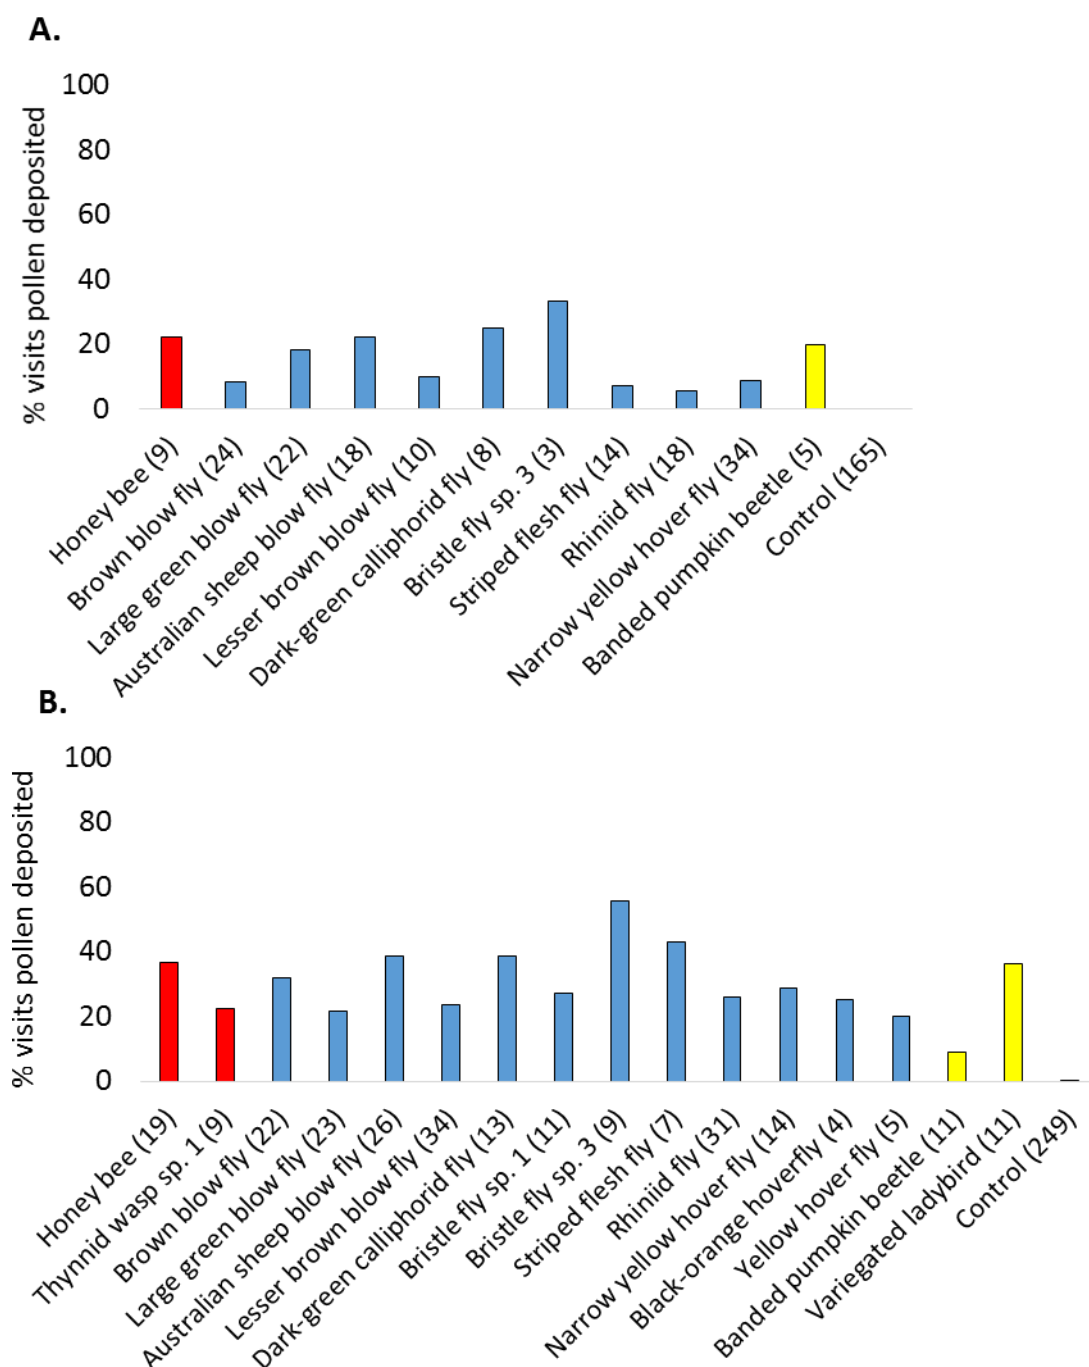 A.
% visits pollen deposited
100
80
60
40
20
0
Honey bee (9)
Brown blow fly (24)
Large green blow fly (22)
Australian sheep blow fly (18)
Lesser brown blow fly (10)
Dark-green calliphorid fly (8)
Bristle fly sp. 3 (3)
Striped flesh fly (14)
Rhiniid fly (18)
Narrow yellow hover fly (34)
Banded pumpkin beetle (5)
Control (165)
B.
% visits pollen deposited
100
80
60
40
20
0
Honey bee (19)
Thynnid wasp sp. 1 (9)
Brown blow fly (22)
Large green blow fly (23)
Australian sheep blow fly (26)
Lesser brown blow fly (34)
Dark-green calliphorid fly (13)
Bristle fly sp. 1 (11)
Bristle fly sp. 3 (9)
Striped flesh fly (7)
Rhiniid fly (31)
Narrow yellow hover fly (14)
Black-orange hoverfly (4)
Yellow hover fly (5)
Banded pumpkin beetle (11)
Variegated ladybird (11)
Control (249)